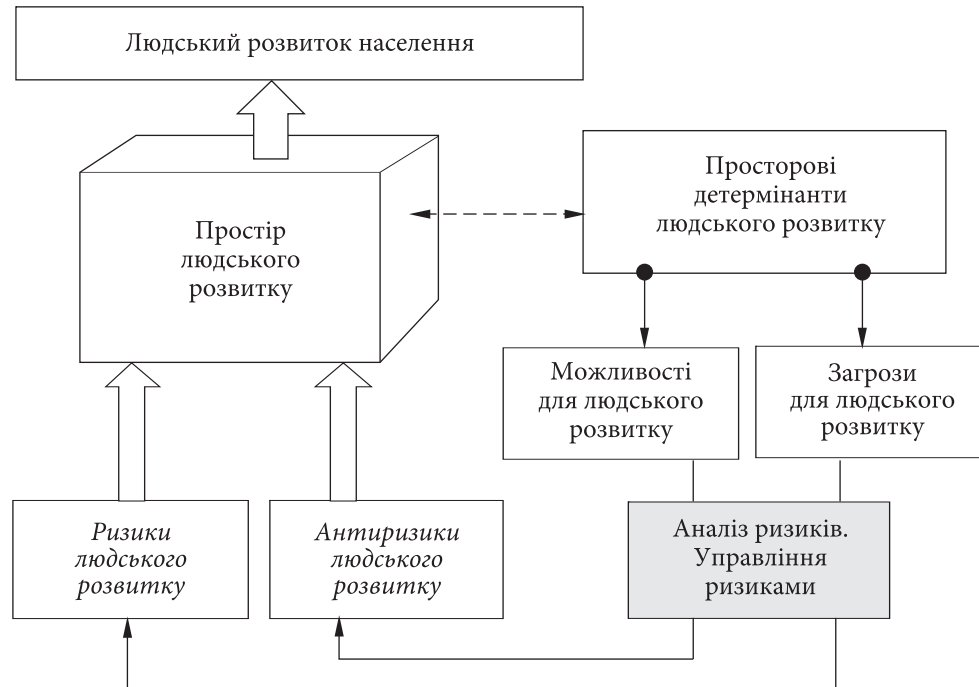 Людський розвиток населення
Простір
людського
розвитку
Просторові
детермінанти
людського розвитку
Можливості
для людського
розвитку
Загрози
для людського
розвитку
Ризики
людського
розвитку
Антиризики
людського
розвитку
Аналіз ризиків.
Управління
ризиками